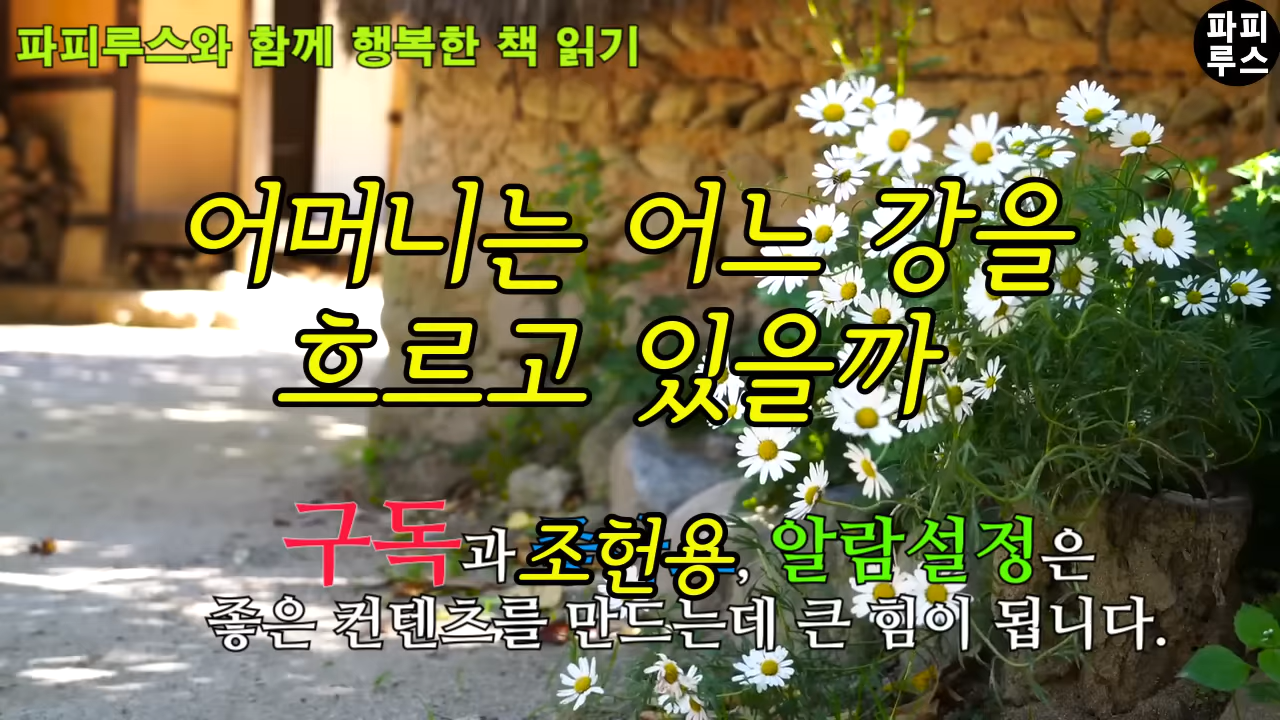 파피루스와 함께 행복한 책 읽기
파피
루스
어머니는 어느 강을
흐르고 있을까
구독과 조헌용, 알람설정은
좋은 컨텐츠를 만드는데 큰 힘이 됩니다.